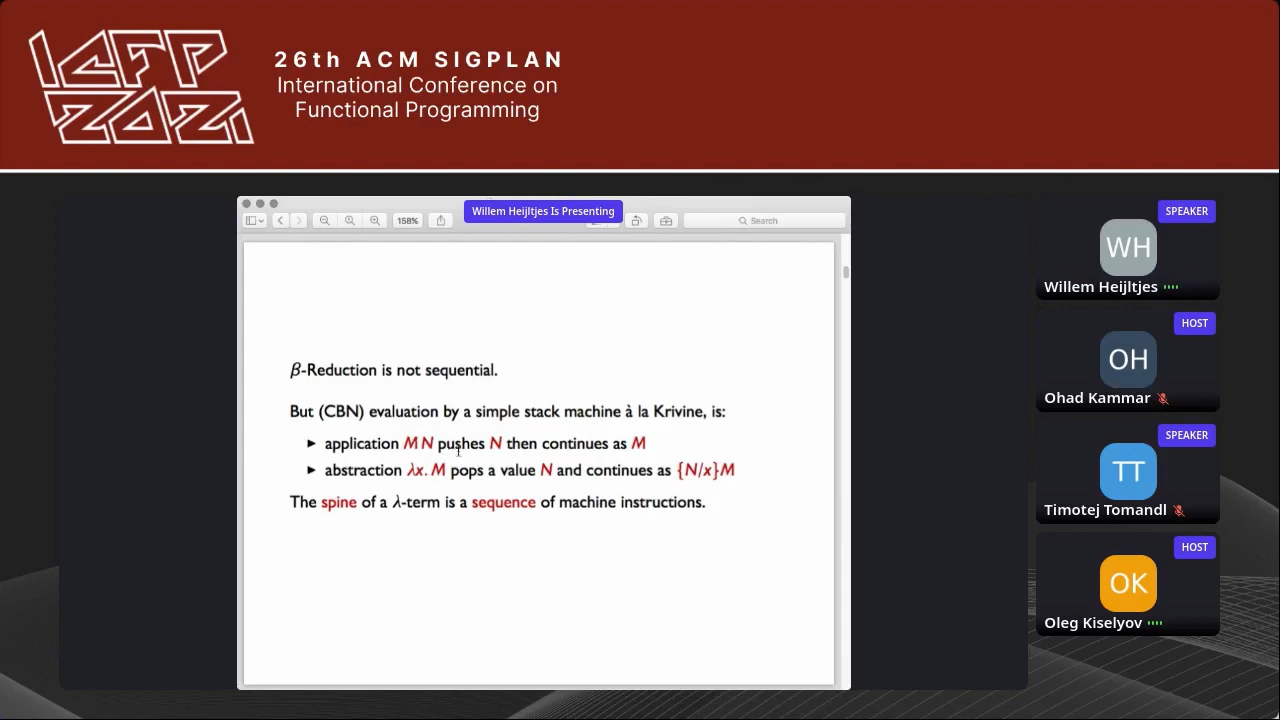 ICFP
2021
26th ACM SIGPLAN
International Conference on
Functional Programming
Willem Heijltjes Is Presenting
158%
Search
β-Reduction is not sequential.
But (CBN) evaluation by a simple stack machine à la Krivine, is:
► application M N pushes N then continues as M
► abstraction λx. M pops a value N and continues as {N/x}M
The spine of a λ-term is a sequence of machine instructions.
SPEAKER
WH
Willem Heijltjes
HOST
OH
Ohad Kammar
SPEAKER
TT
Timotej Tomandl
HOST
OK
Oleg Kiselyov